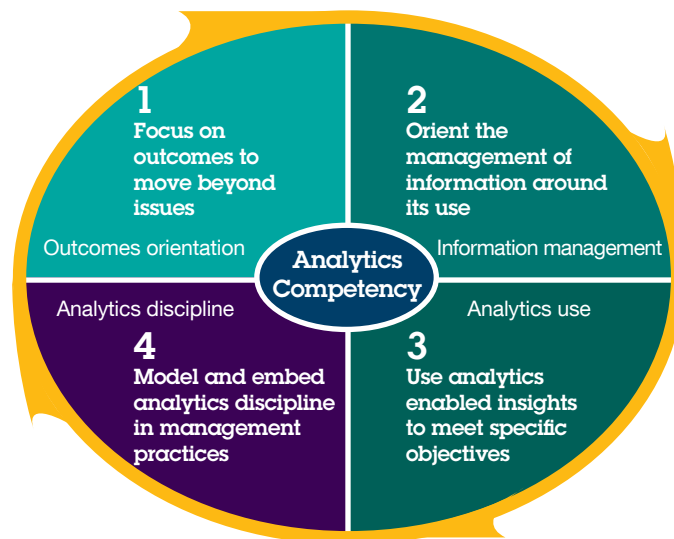 1
Focus on
outcomes to
move beyond
issues
Outcomes orientation
2
Orient the
management of
information around
its use
Information management
Analytics
Competency
Analytics use
3
Use analytics
enabled insights
to meet specific
objectives
Analytics discipline
4
Model and embed
analytics discipline
in management
practices